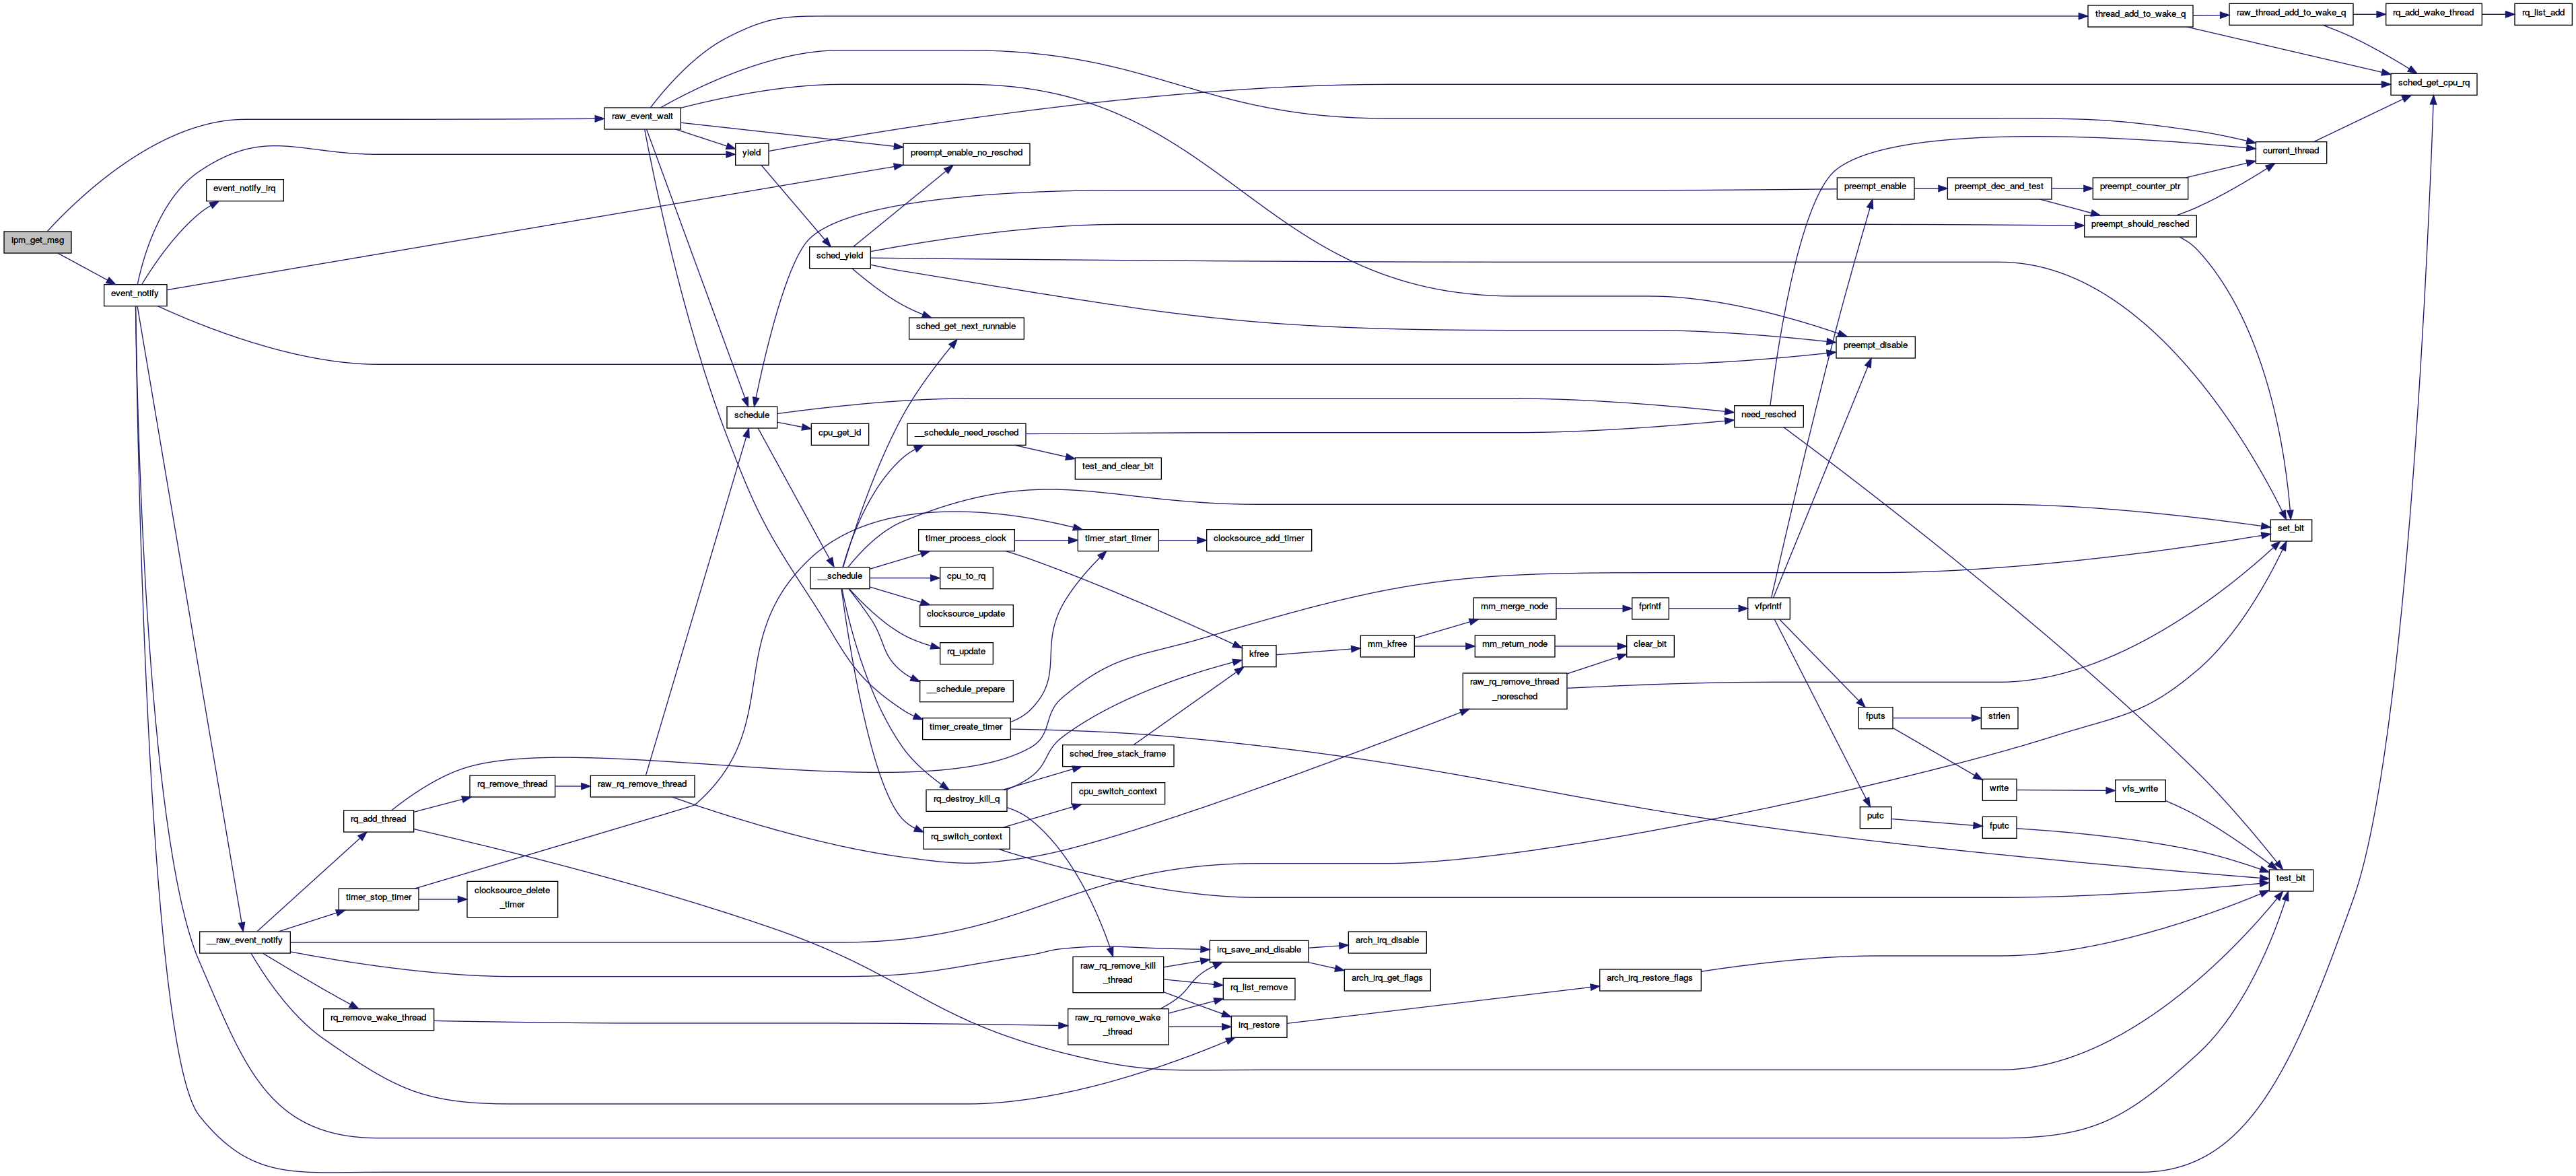 thread_add_to_wake_q
raw_thread_add_to_wake_q
rq_add_wake_thread
rq_list_add
sched_get_cpu_rq
raw_event_wait
yield
preempt_enable_no_resched
current_thread
event_notify_irq
preempt_enable
preempt_dec_and_test
preempt_counter_ptr
preempt_should_resched
lpm_get_msg
sched_yield
event_notify
sched_get_next_runnable
preempt_disable
schedule
need_resched
cpu_get_id
__schedule_need_resched
test_and_clear_bit
set_bit
timer_process_clock
timer_start_timer
clocksource_add_timer
__schedule
cpu_to_rq
clocksource_update
mm_merge_node
fprintf
vfprintf
rq_update
kfree
mm_kfree
mm_return_node
clear_bit
__schedule_prepare
raw_rq_remove_thread
_noresched
timer_create_timer
fputs
strlen
sched_free_stack_frame
rq_remove_thread
raw_rq_remove_thread
rq_destroy_kill_q
cpu_switch_context
write
vfs_write
rq_add_thread
rq_switch_context
putc
fputc
timer_stop_timer
clocksource_delete
_timer
test_bit
__raw_event_notify
irq_save_and_disable
arch_irq_disable
raw_rq_remove_kill
_thread
arch_irq_get_flags
arch_irq_restore_flags
rq_list_remove
rq_remove_wake_thread
raw_rq_remove_wake
_thread
irq_restore